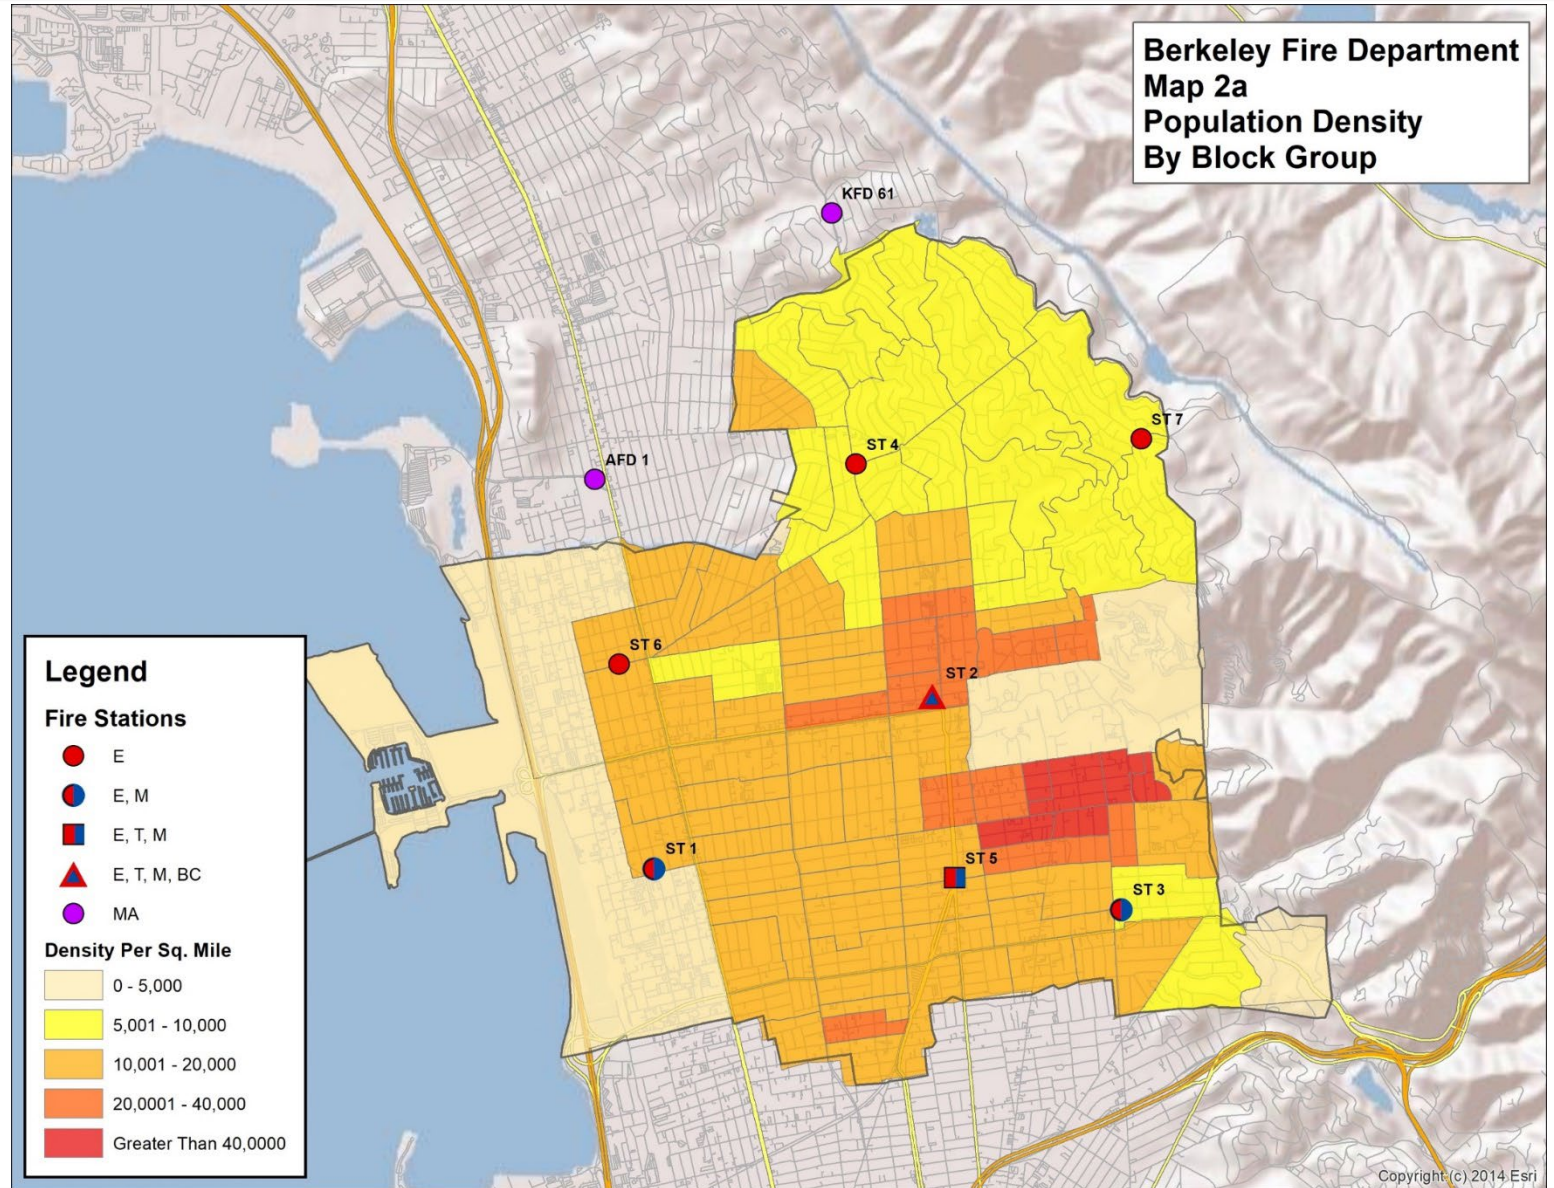 Berkeley Fire Department
Map 2a
Population Density
By Block Group
KFD 61
ST 7
ST 4
AFD 1
ST 6
ST 2
ST 1
ST 5
ST 3
Legend
Fire Stations
E
E, M
E, T, M
E, T, M, BC
MA
Density Per Sq. Mile
0 - 5,000
5,001 - 10,000
10,001 - 20,000
20,0001 - 40,000
Greater Than 40,0000
Copyright:(c) 2014 Esri